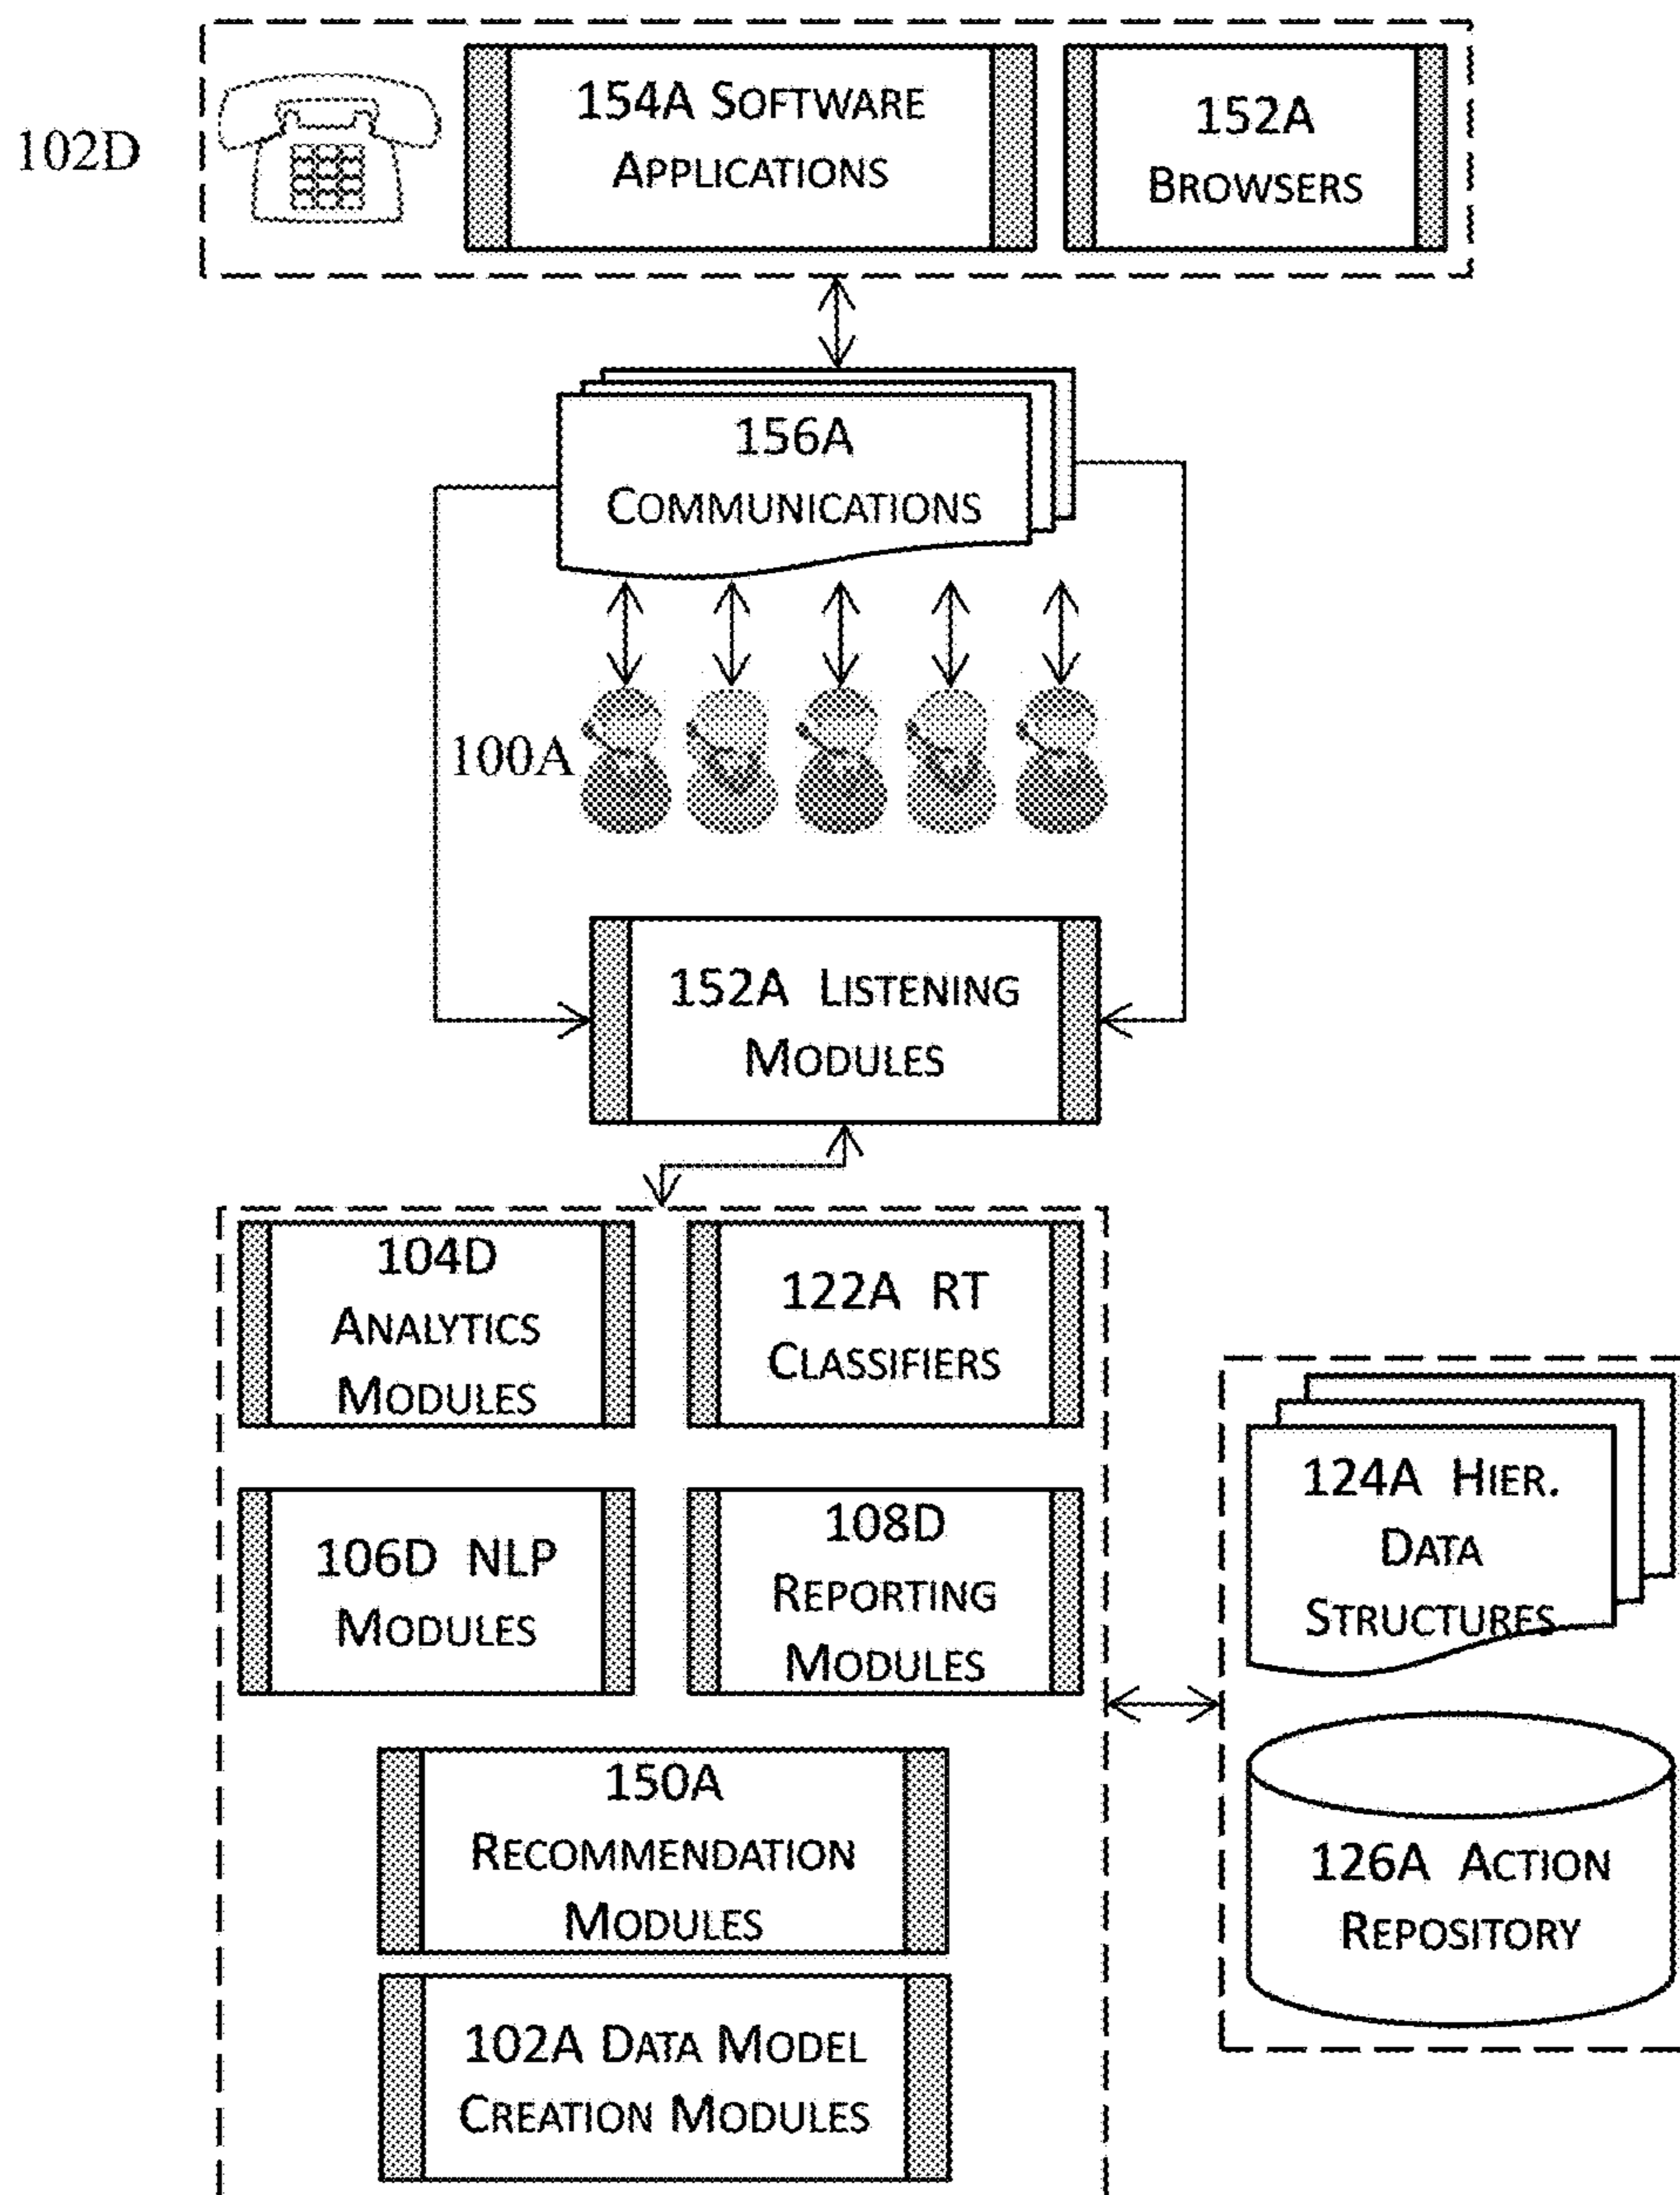 102D
154A SOFTWARE
APPLICATIONS
152A
BROWSERS
156A
COMMUNICATIONS
100A
152A LISTENING
MODULES
104D
ANALYTICS
MODULES
122A RT
CLASSIFIERS
106D NLP
MODULES
108D
REPORTING
MODULES
150A
RECOMMENDATION
MODULES
102A DATA MODEL
CREATION MODULES
124A HIER.
DATA
STRUCTURES
126A ACTION
REPOSITORY